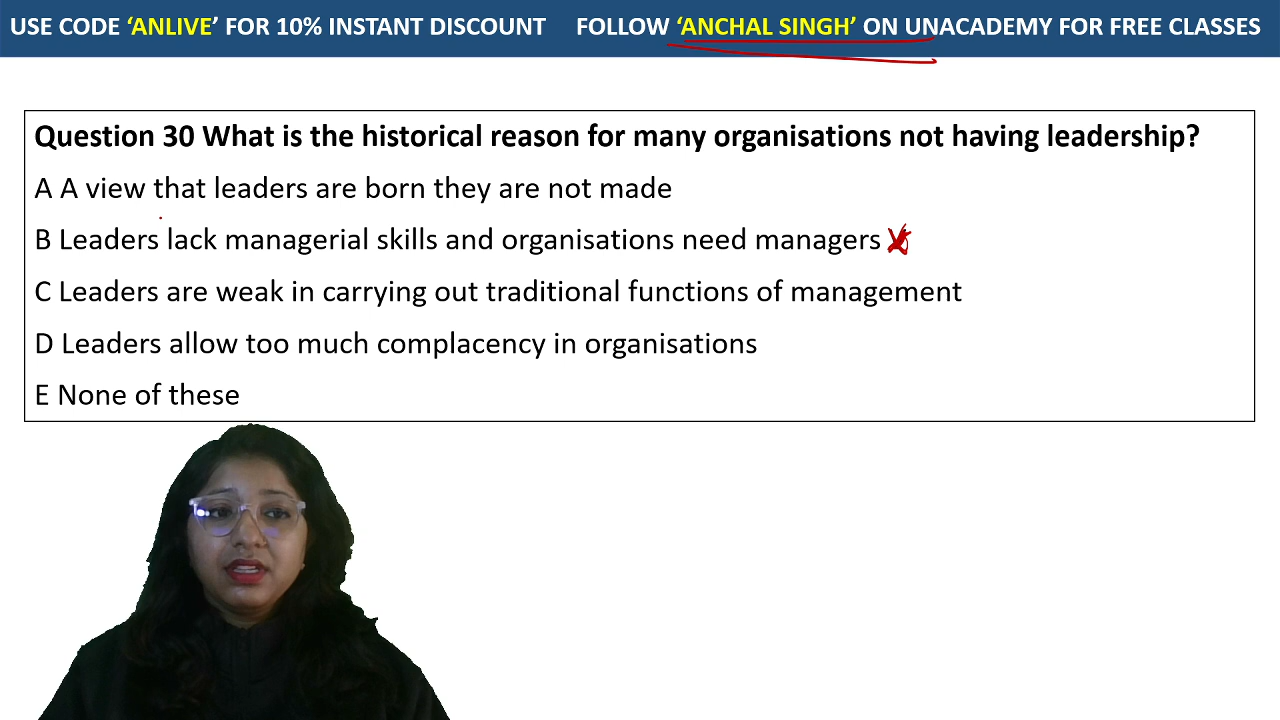 USE CODE ‘ANLIVE’ FOR 10% INSTANT DISCOUNT FOLLOW ‘ANCHAL SINGH’ ON UNACADEMY FOR FREE CLASSES
Question 30 What is the historical reason for many organisations not having leadership?
A A view that leaders are born they are not made
B Leaders lack managerial skills and organisations need managers
C Leaders are weak in carrying out traditional functions of management
D Leaders allow too much complacency in organisations
E None of these